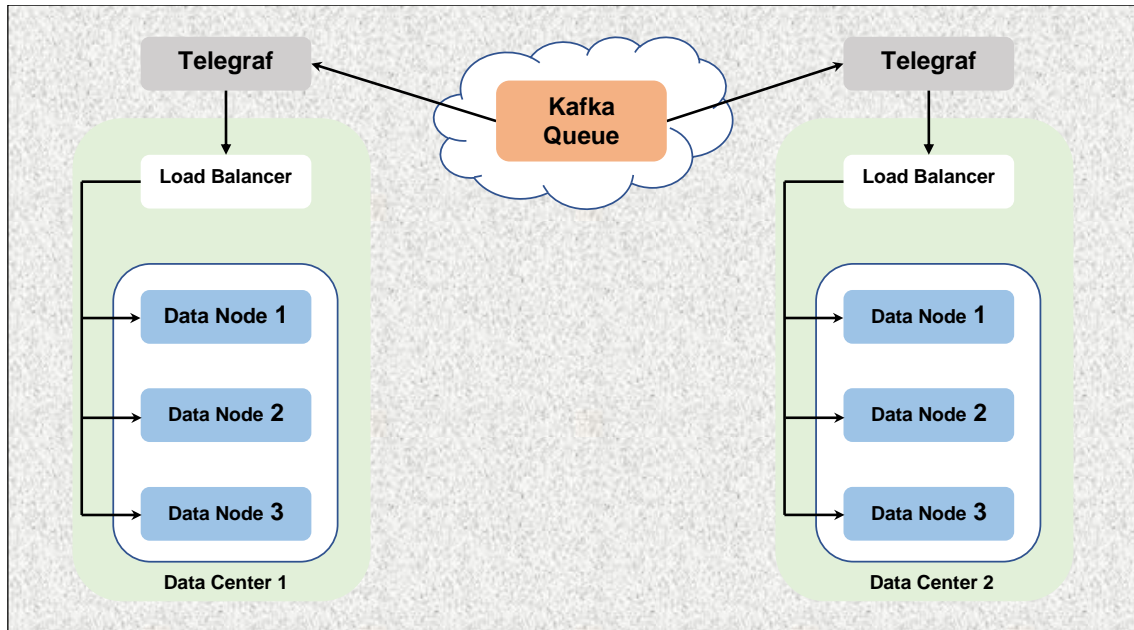 Telegraf
Kafka
Queue
Telegraf
Load Balancer
Load Balancer
Data Node 1
Data Node 1
Data Node 2
Data Node 2
Data Node 3
Data Node 3
Data Center 1
Data Center 2